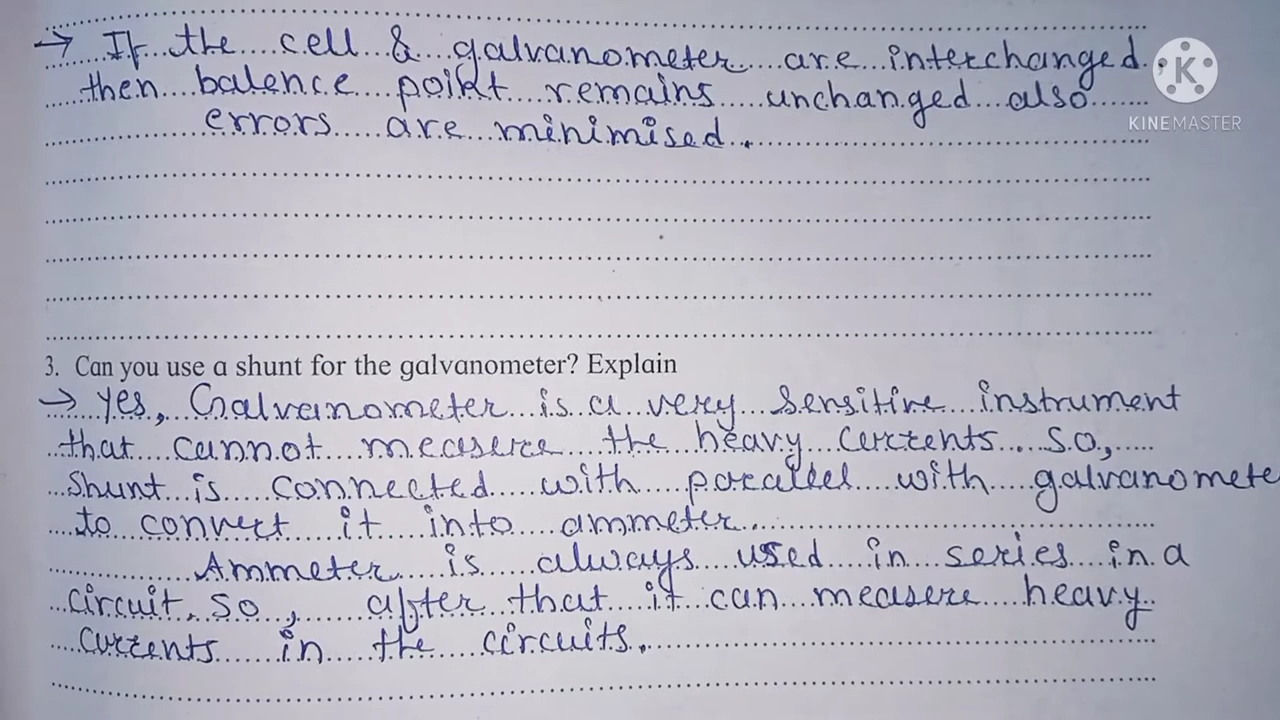 → If the cell & galvanometer are interchanged.
then balence point remains unchanged also
errors are minimised.
KINEMASTER
3. Can you use a shunt for the galvanometer? Explain
→ Yes, Galvanometer is a very sensitive instrument
that cannot measere the heavy currents. So,
shunt is connected with parallel with galvanomete
to convert it into ammeter.
Ammeter is always used in series in a
circuit. So, after that it can measere heavy
currents in the circuits.